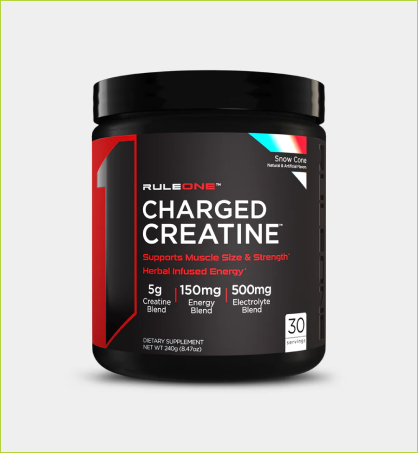 Snow Cone
Natural & Artificial Flavors
RULEONE™
CHARGED
CREATINE™
Supports Muscle Size & Strength*
Herbal Infused Energy*
5g
Creatine
Blend
150mg
Energy
Blend
500mg
Electrolyte
Blend
DIETARY SUPPLEMENT
NET WT 240g (8.47oz)
30
servings